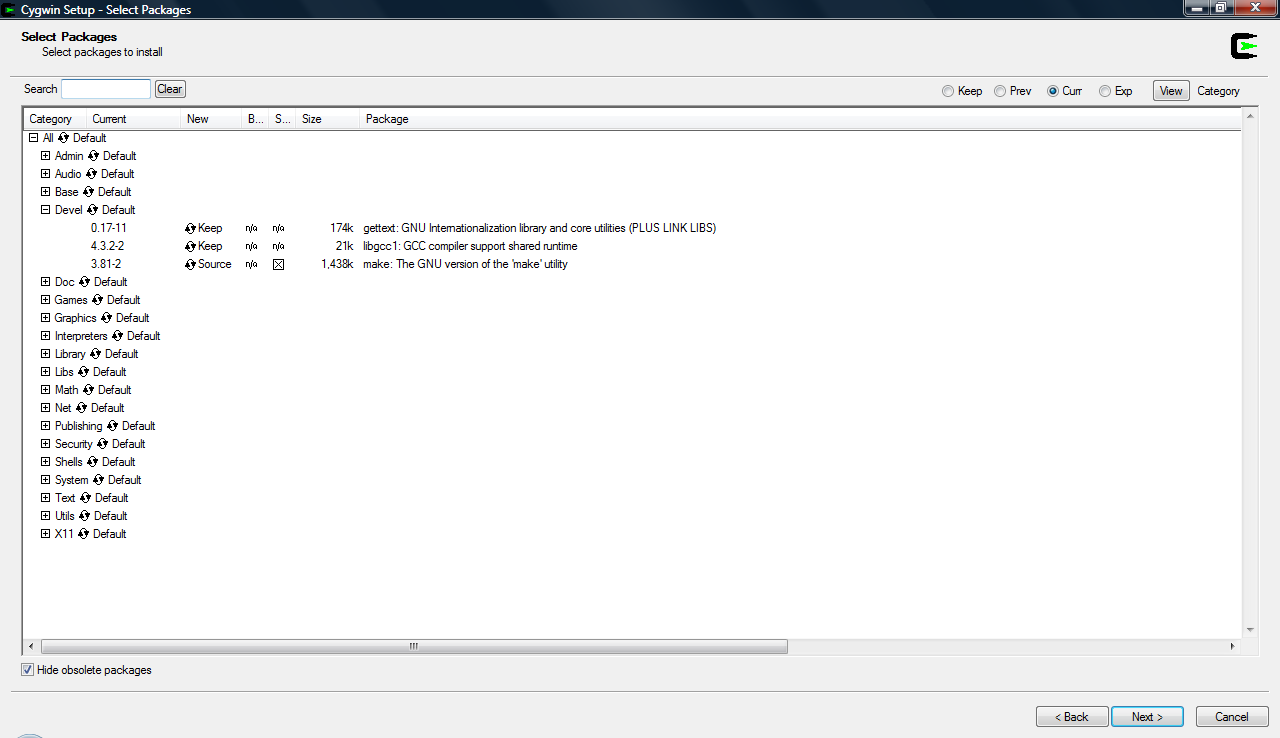 Cygwin Setup - Select Packages
Select Packages
Select packages to install
Search Clear Keep Prev Curr Exp View Category
Category Current New B... S... Size Package
All Default
Admin Default
Audio Default
Base Default
Devel Default
0.17-11 Keep n/a n/a 174k gettext: GNU Internationalization library and core utilities (PLUS LINK LIBS)
4.3.2-2 Keep n/a n/a 21k libgcc1: GCC compiler support shared runtime
3.81-2 Source n/a 1,438k make: The GNU version of the 'make' utility
Doc Default
Games Default
Graphics Default
Interpreters Default
Library Default
Libs Default
Math Default
Net Default
Publishing Default
Security Default
Shells Default
System Default
Text Default
Utils Default
X11 Default
Hide obsolete packages
< Back Next > Cancel